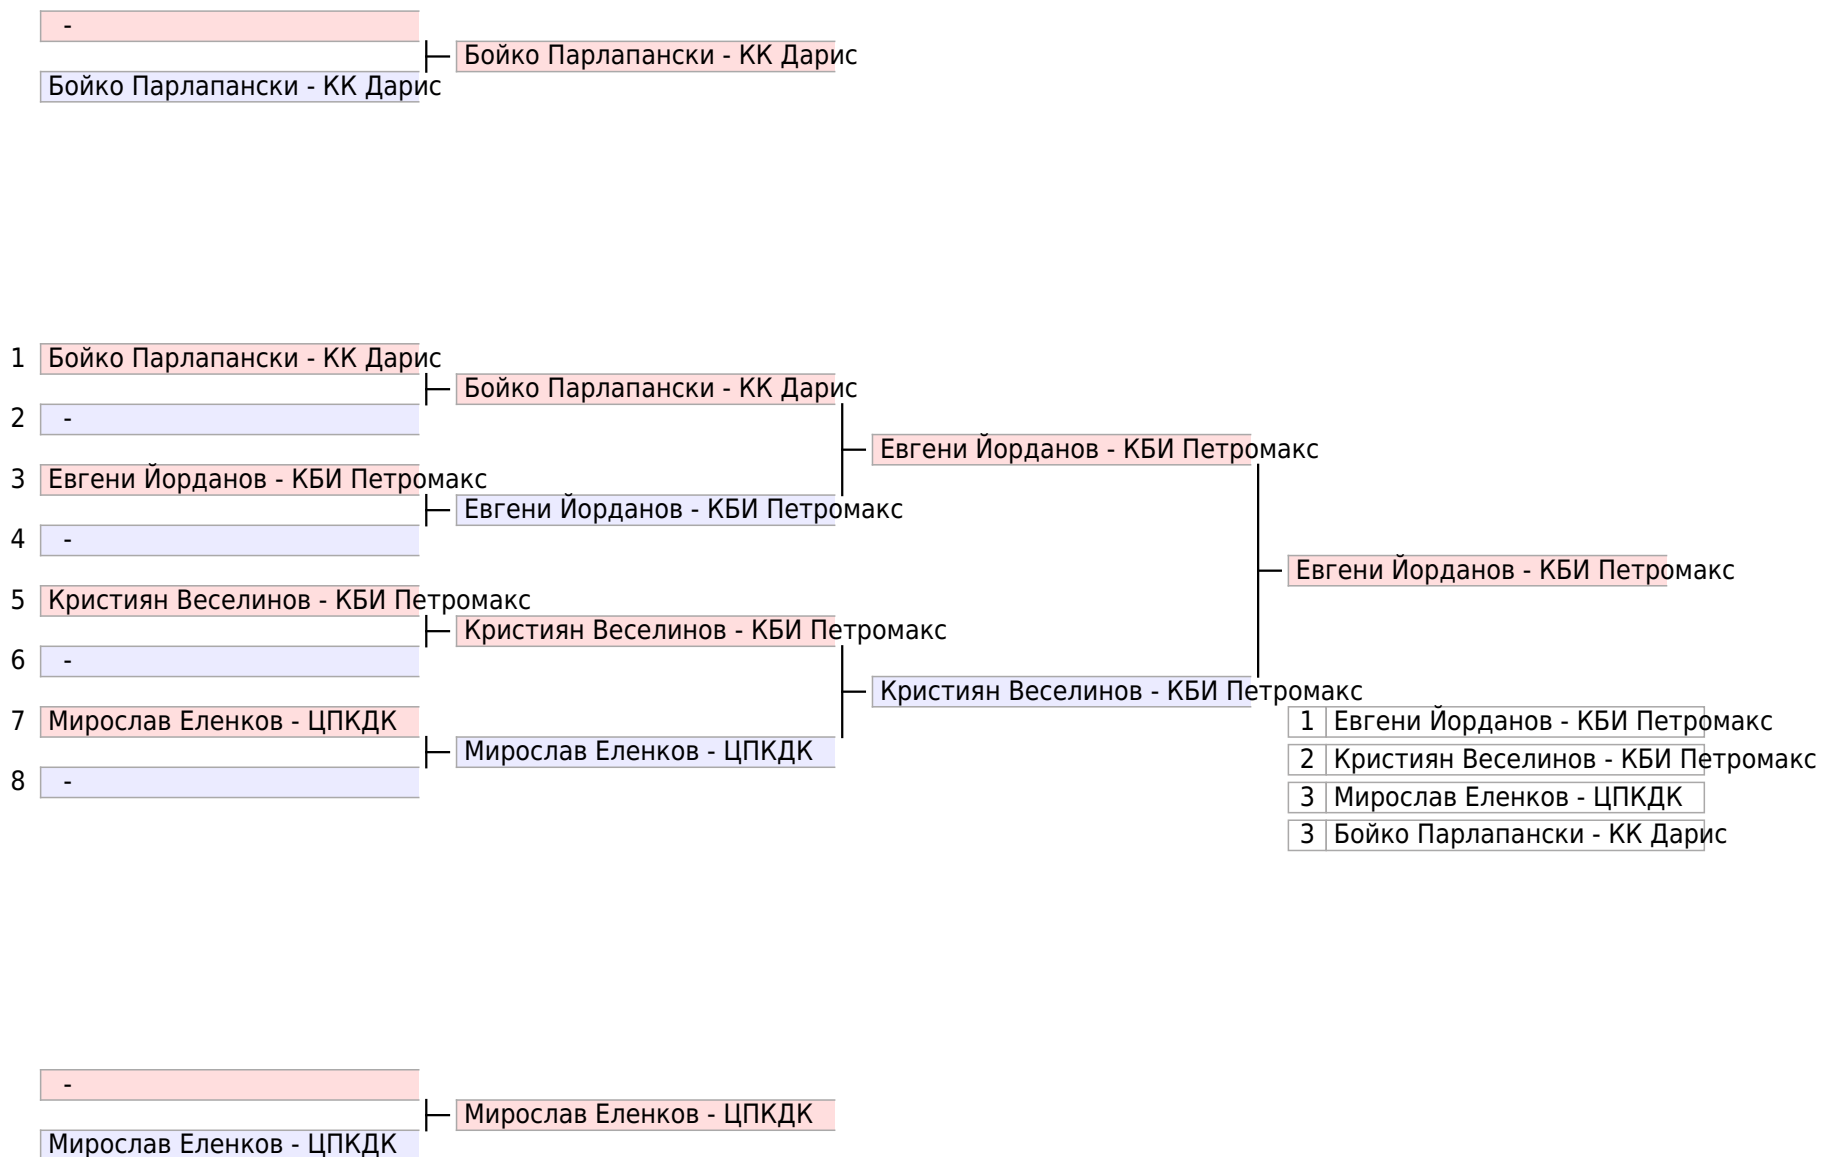 -
Бойко Парлапански - КК Дарис
Бойко Парлапански - КК Дарис
1 Бойко Парлапански - КК Дарис
Бойко Парлапански - КК Дарис
2 -
Евгени Йорданов - КБИ Петромакс
3 Евгени Йорданов - КБИ Петромакс
Евгени Йорданов - КБИ Петромакс
4 -
Евгени Йорданов - КБИ Петромакс
5 Кристиян Веселинов - КБИ Петромакс
Кристиян Веселинов - КБИ Петромакс
6 -
Кристиян Веселинов - КБИ Петромакс
7 Мирослав Еленков - ЦПКДК
1 Евгени Йорданов - КБИ Петромакс
Мирослав Еленков - ЦПКДК
2 Кристиян Веселинов - КБИ Петромакс
8 -
3 Мирослав Еленков - ЦПКДК
3 Бойко Парлапански - КК Дарис
-
Мирослав Еленков - ЦПКДК
Мирослав Еленков - ЦПКДК